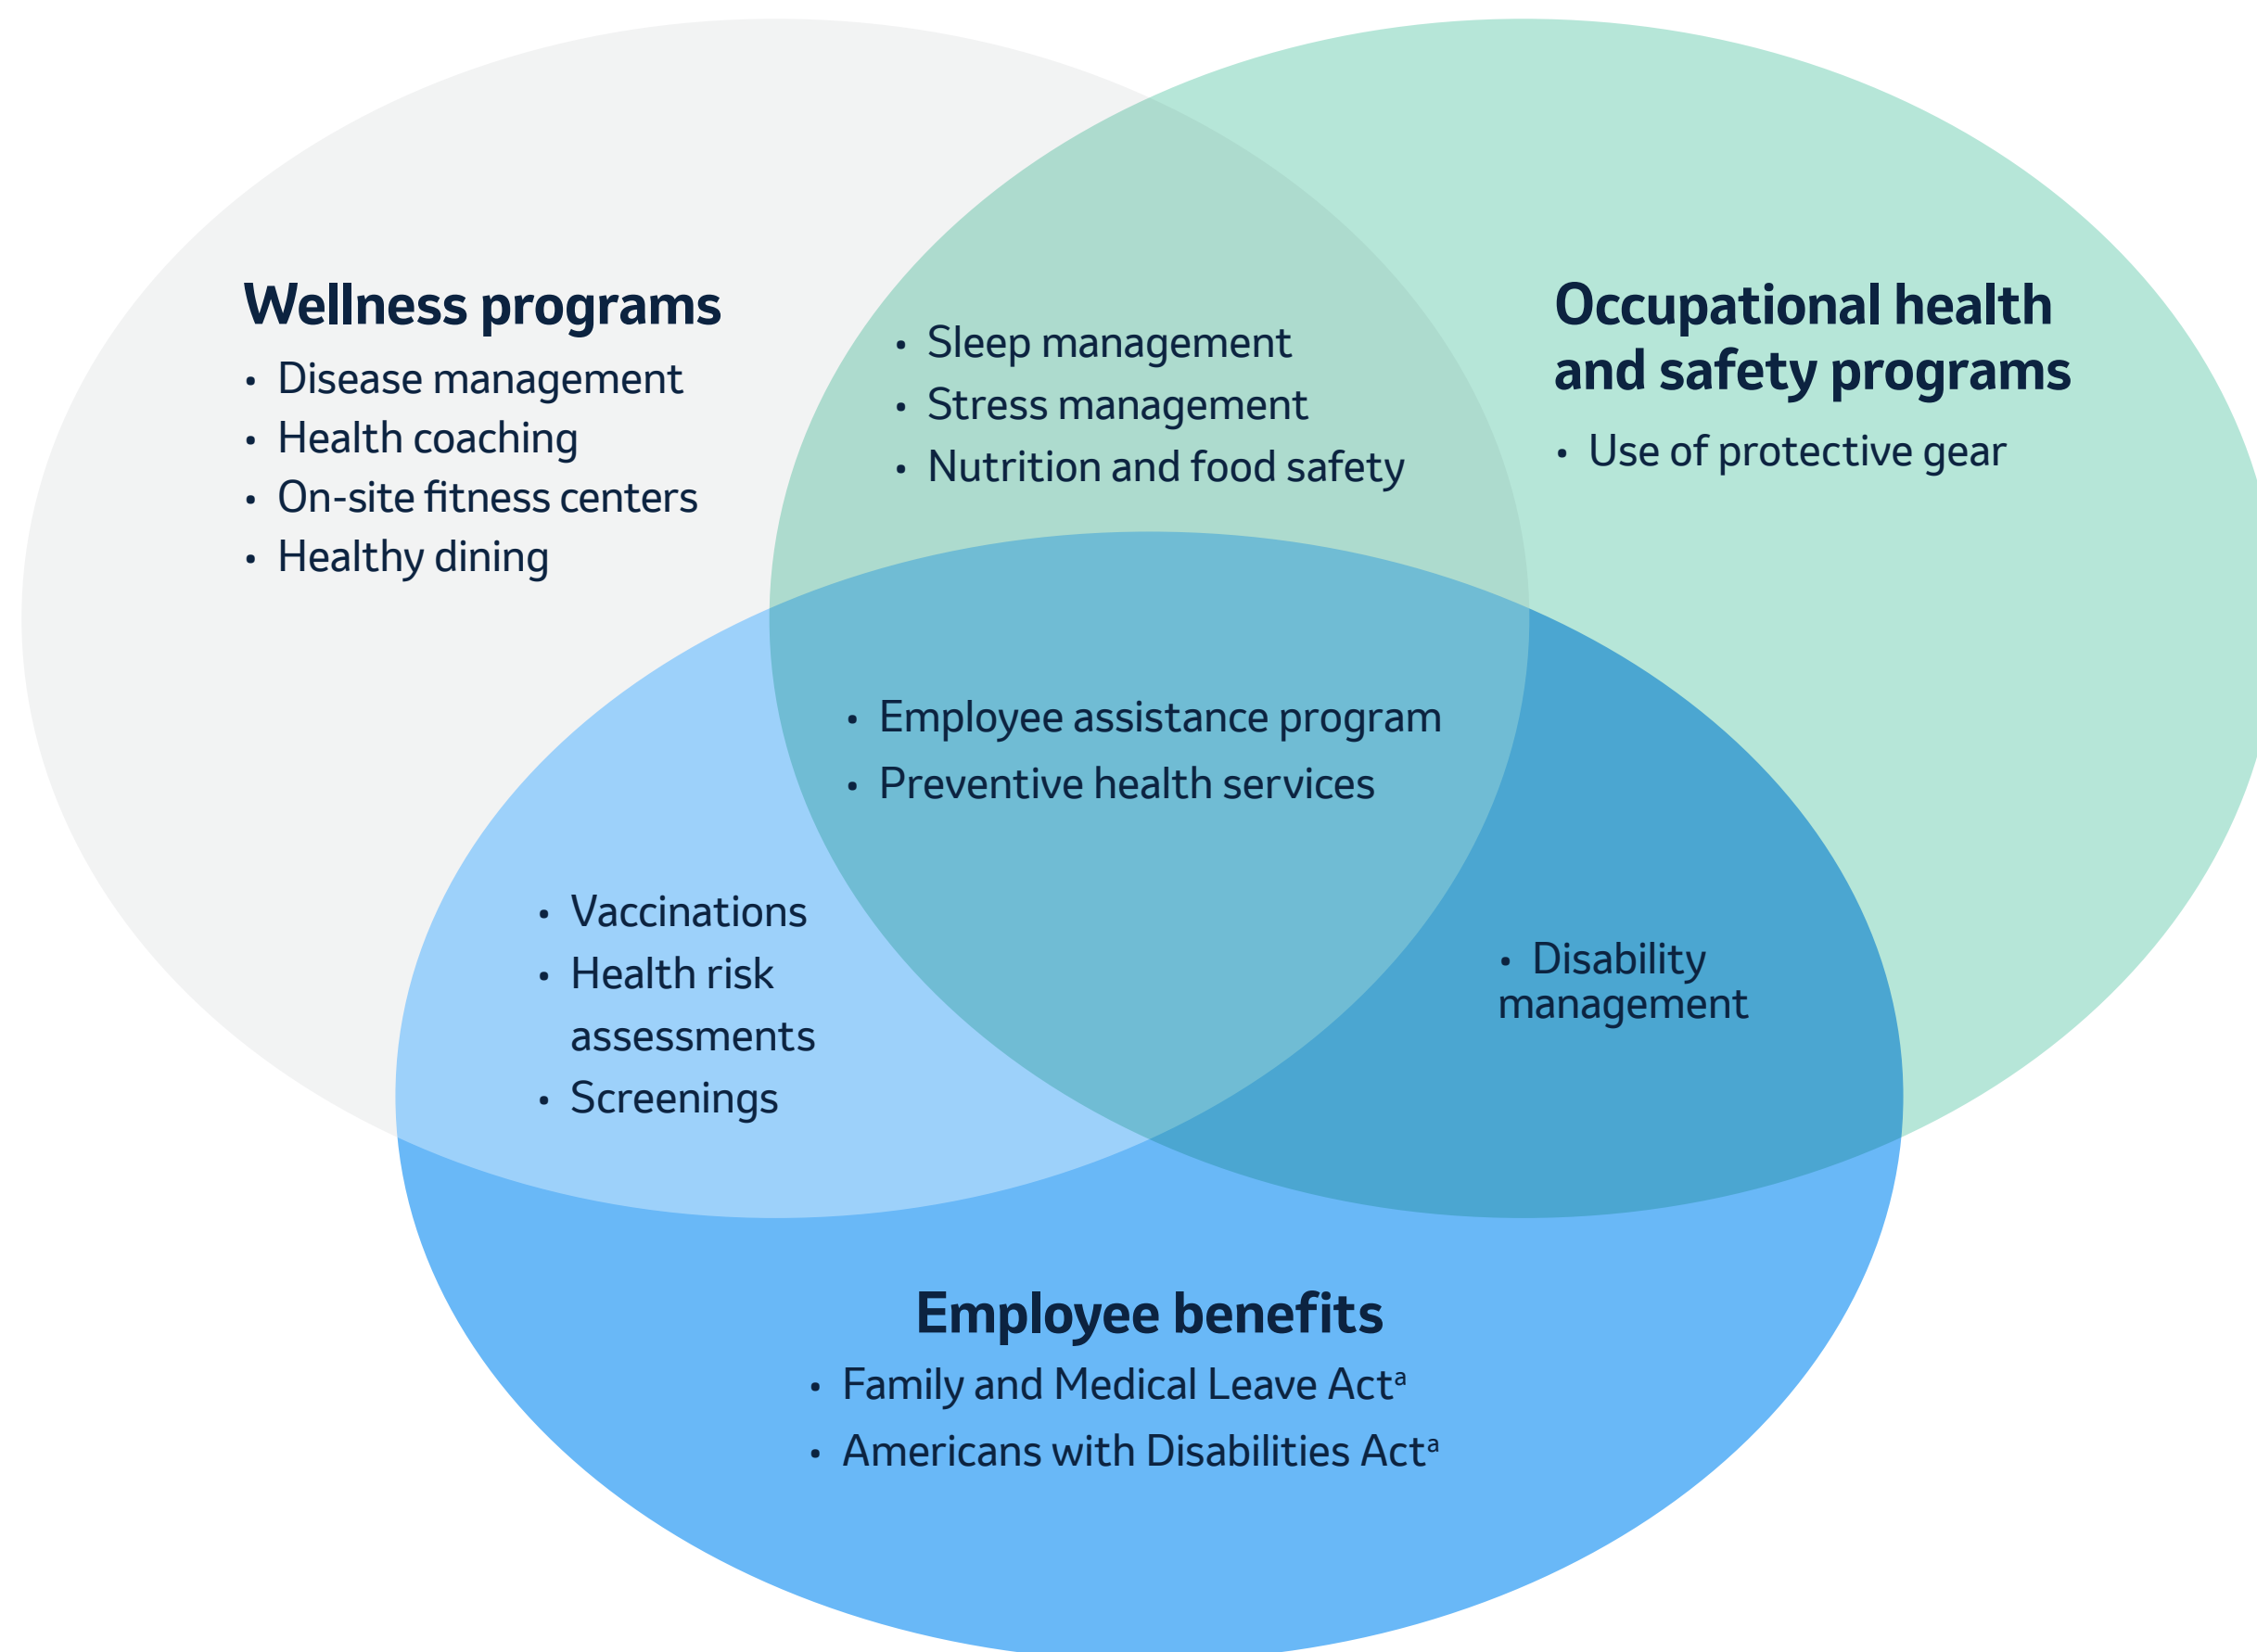 Wellness programs
• Disease management
• Health coaching
• On-site fitness centers
• Healthy dining
• Sleep management
• Stress management
• Nutrition and food safety
Occupational health
and safety programs
• Use of protective gear
• Employee assistance program
• Preventive health services
• Vaccinations
• Health risk
assessments
• Screenings
• Disability
management
Employee benefits
• Family and Medical Leave Actᵃ
• Americans with Disabilities Actᵃ